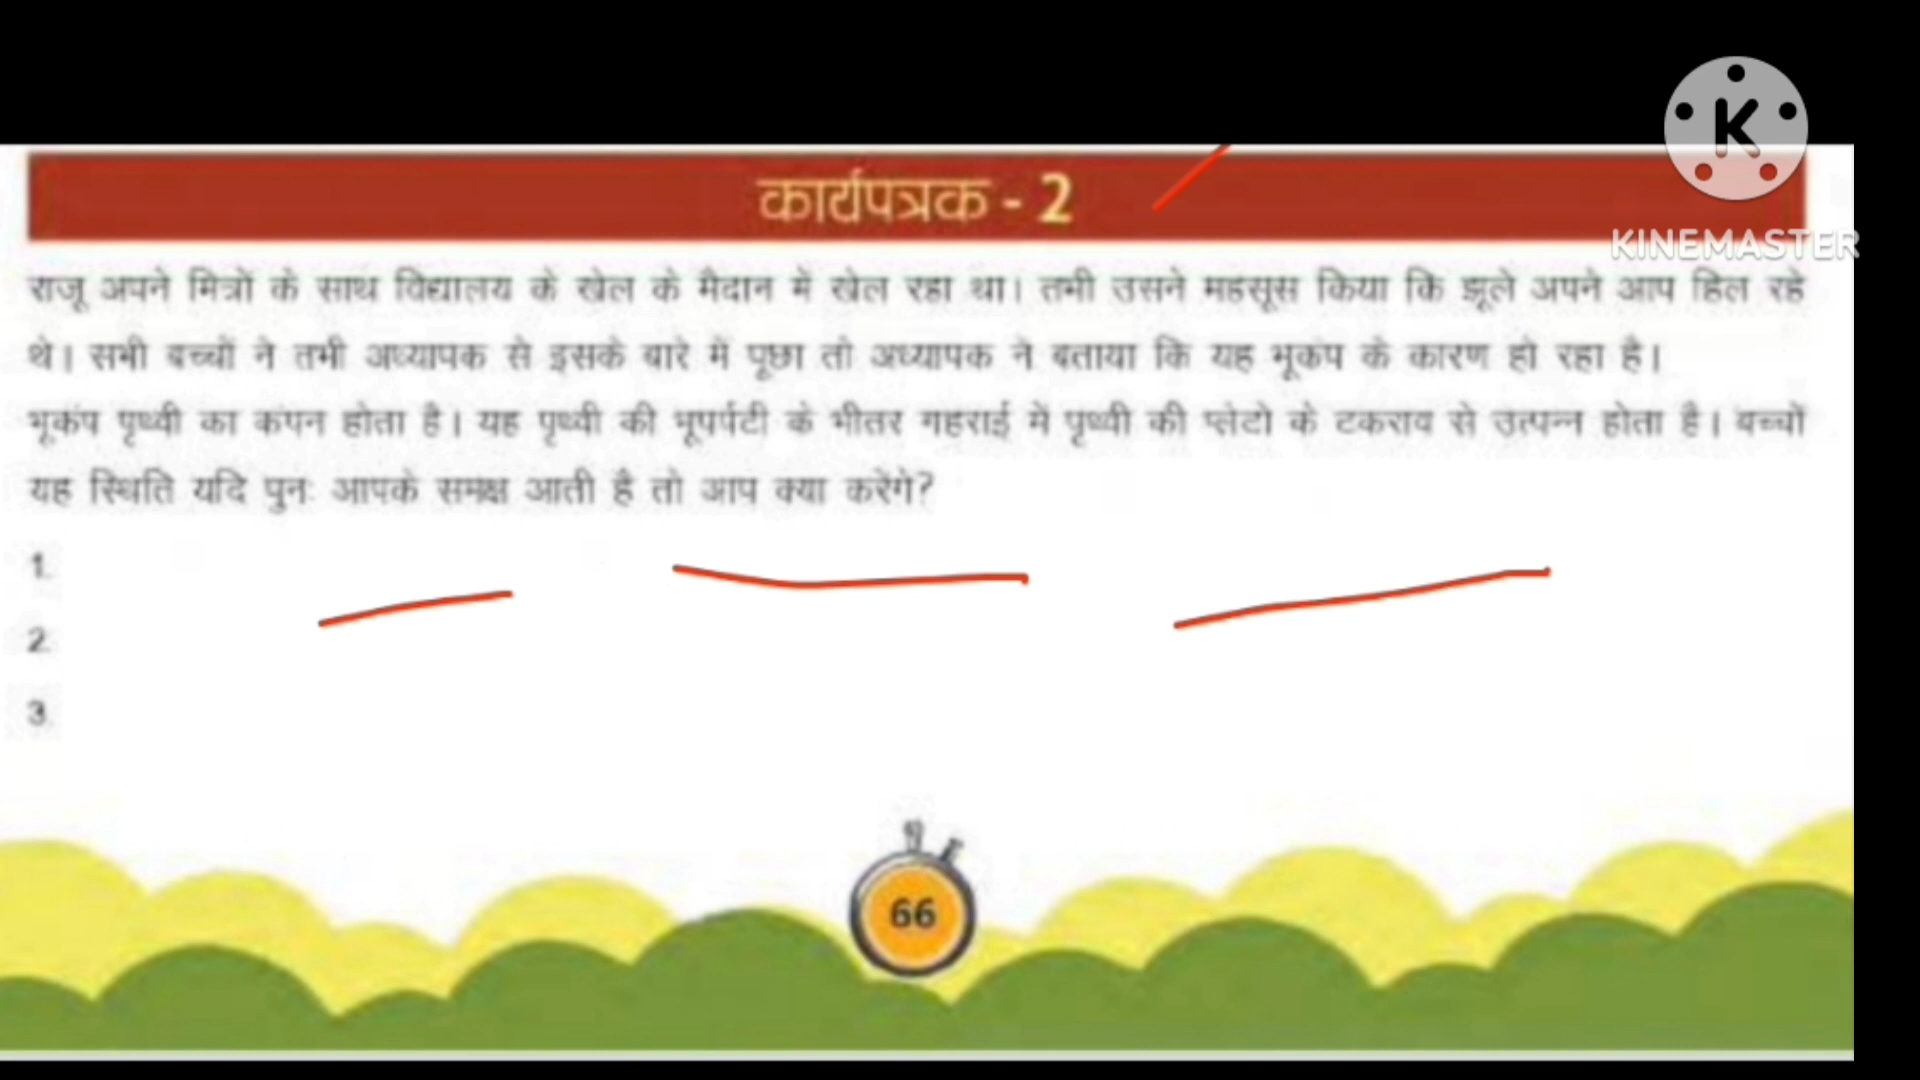 K
KINEMASTER
कार्यपत्रक - 2
राजू अपने मित्रों के साथ विद्यालय के खेल के मैदान में खेल रहा था। तभी उसने महसूस किया कि झूले अपने आप हिल रहे
थे। सभी बच्चों ने तभी अध्यापक से इसके बारे में पूछा तो अध्यापक ने बताया कि यह भूकंप के कारण हो रहा है।
भूकंप पृथ्वी का कंपन होता है। यह पृथ्वी की भूपर्पटी के भीतर गहराई में पृथ्वी की प्लेटो के टकराव से उत्पन्न होता है। बच्चों
यह स्थिति यदि पुनः आपके समक्ष आती है तो आप क्या करेंगे?
1.
2.
3.
66